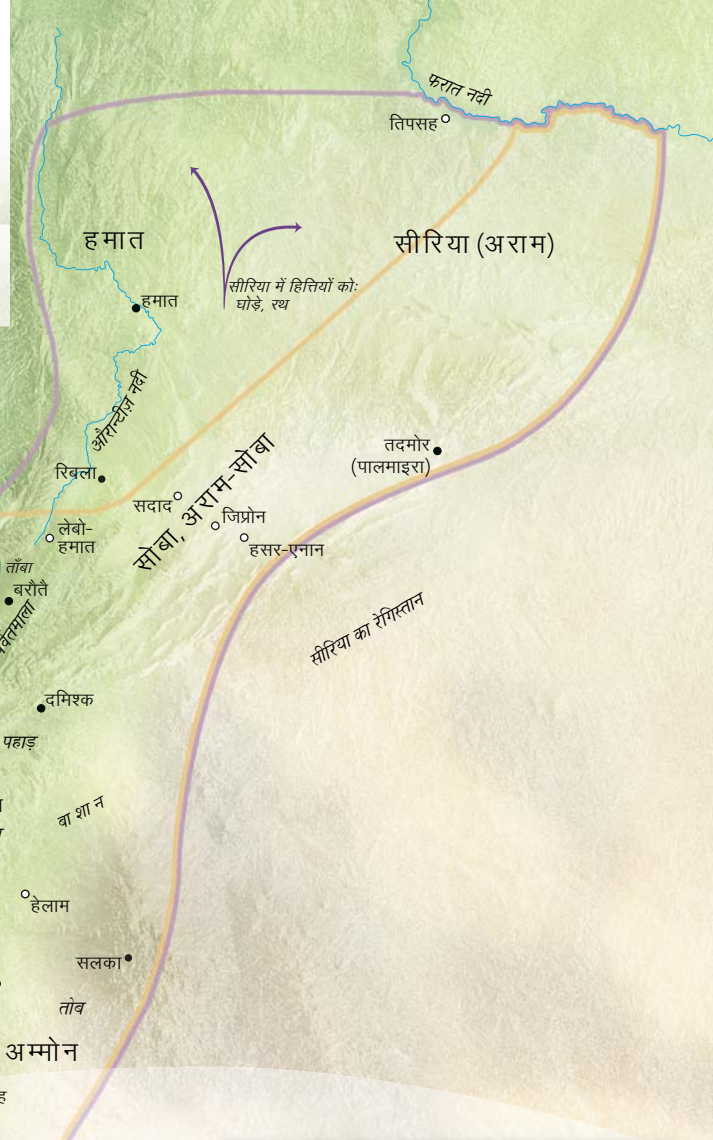 फरात नदी
तिपसह
हमात
सीरिया (अराम)
सीरिया में हित्तियों कोः
घोड़े, रथ
हमात
औरान्टीज़ नदी
तदमोर
(पालमाइरा)
रिबला
सदाद
सोबा, अराम-सोबा
जिप्रोन
लेबो-
हमात
हसर-एनान
ताँबा
बरौतै
सीरिया का रेगिस्तान
दमिश्क
पहाड़
बाशान
हेलाम
सलका
तोब
अम्मोन